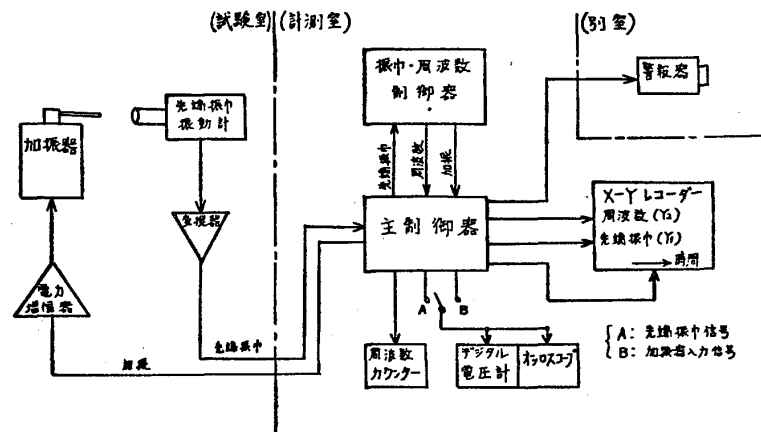 (試験室)
(計測室)
(別室)
加振器
先端振巾
振動計
振巾・周波数
制御器
警報器
先端振巾
周波数
加振
主制御器
X-Yレコーダー
周波数(Y₂)
先端振巾(Y₁)
→時間
電力
増幅器
先端振巾
加振
A
B
周波数
カウンター
デジタル
電圧計
オシロスコープ
A: 先端振巾信号
B: 加振器入力信号